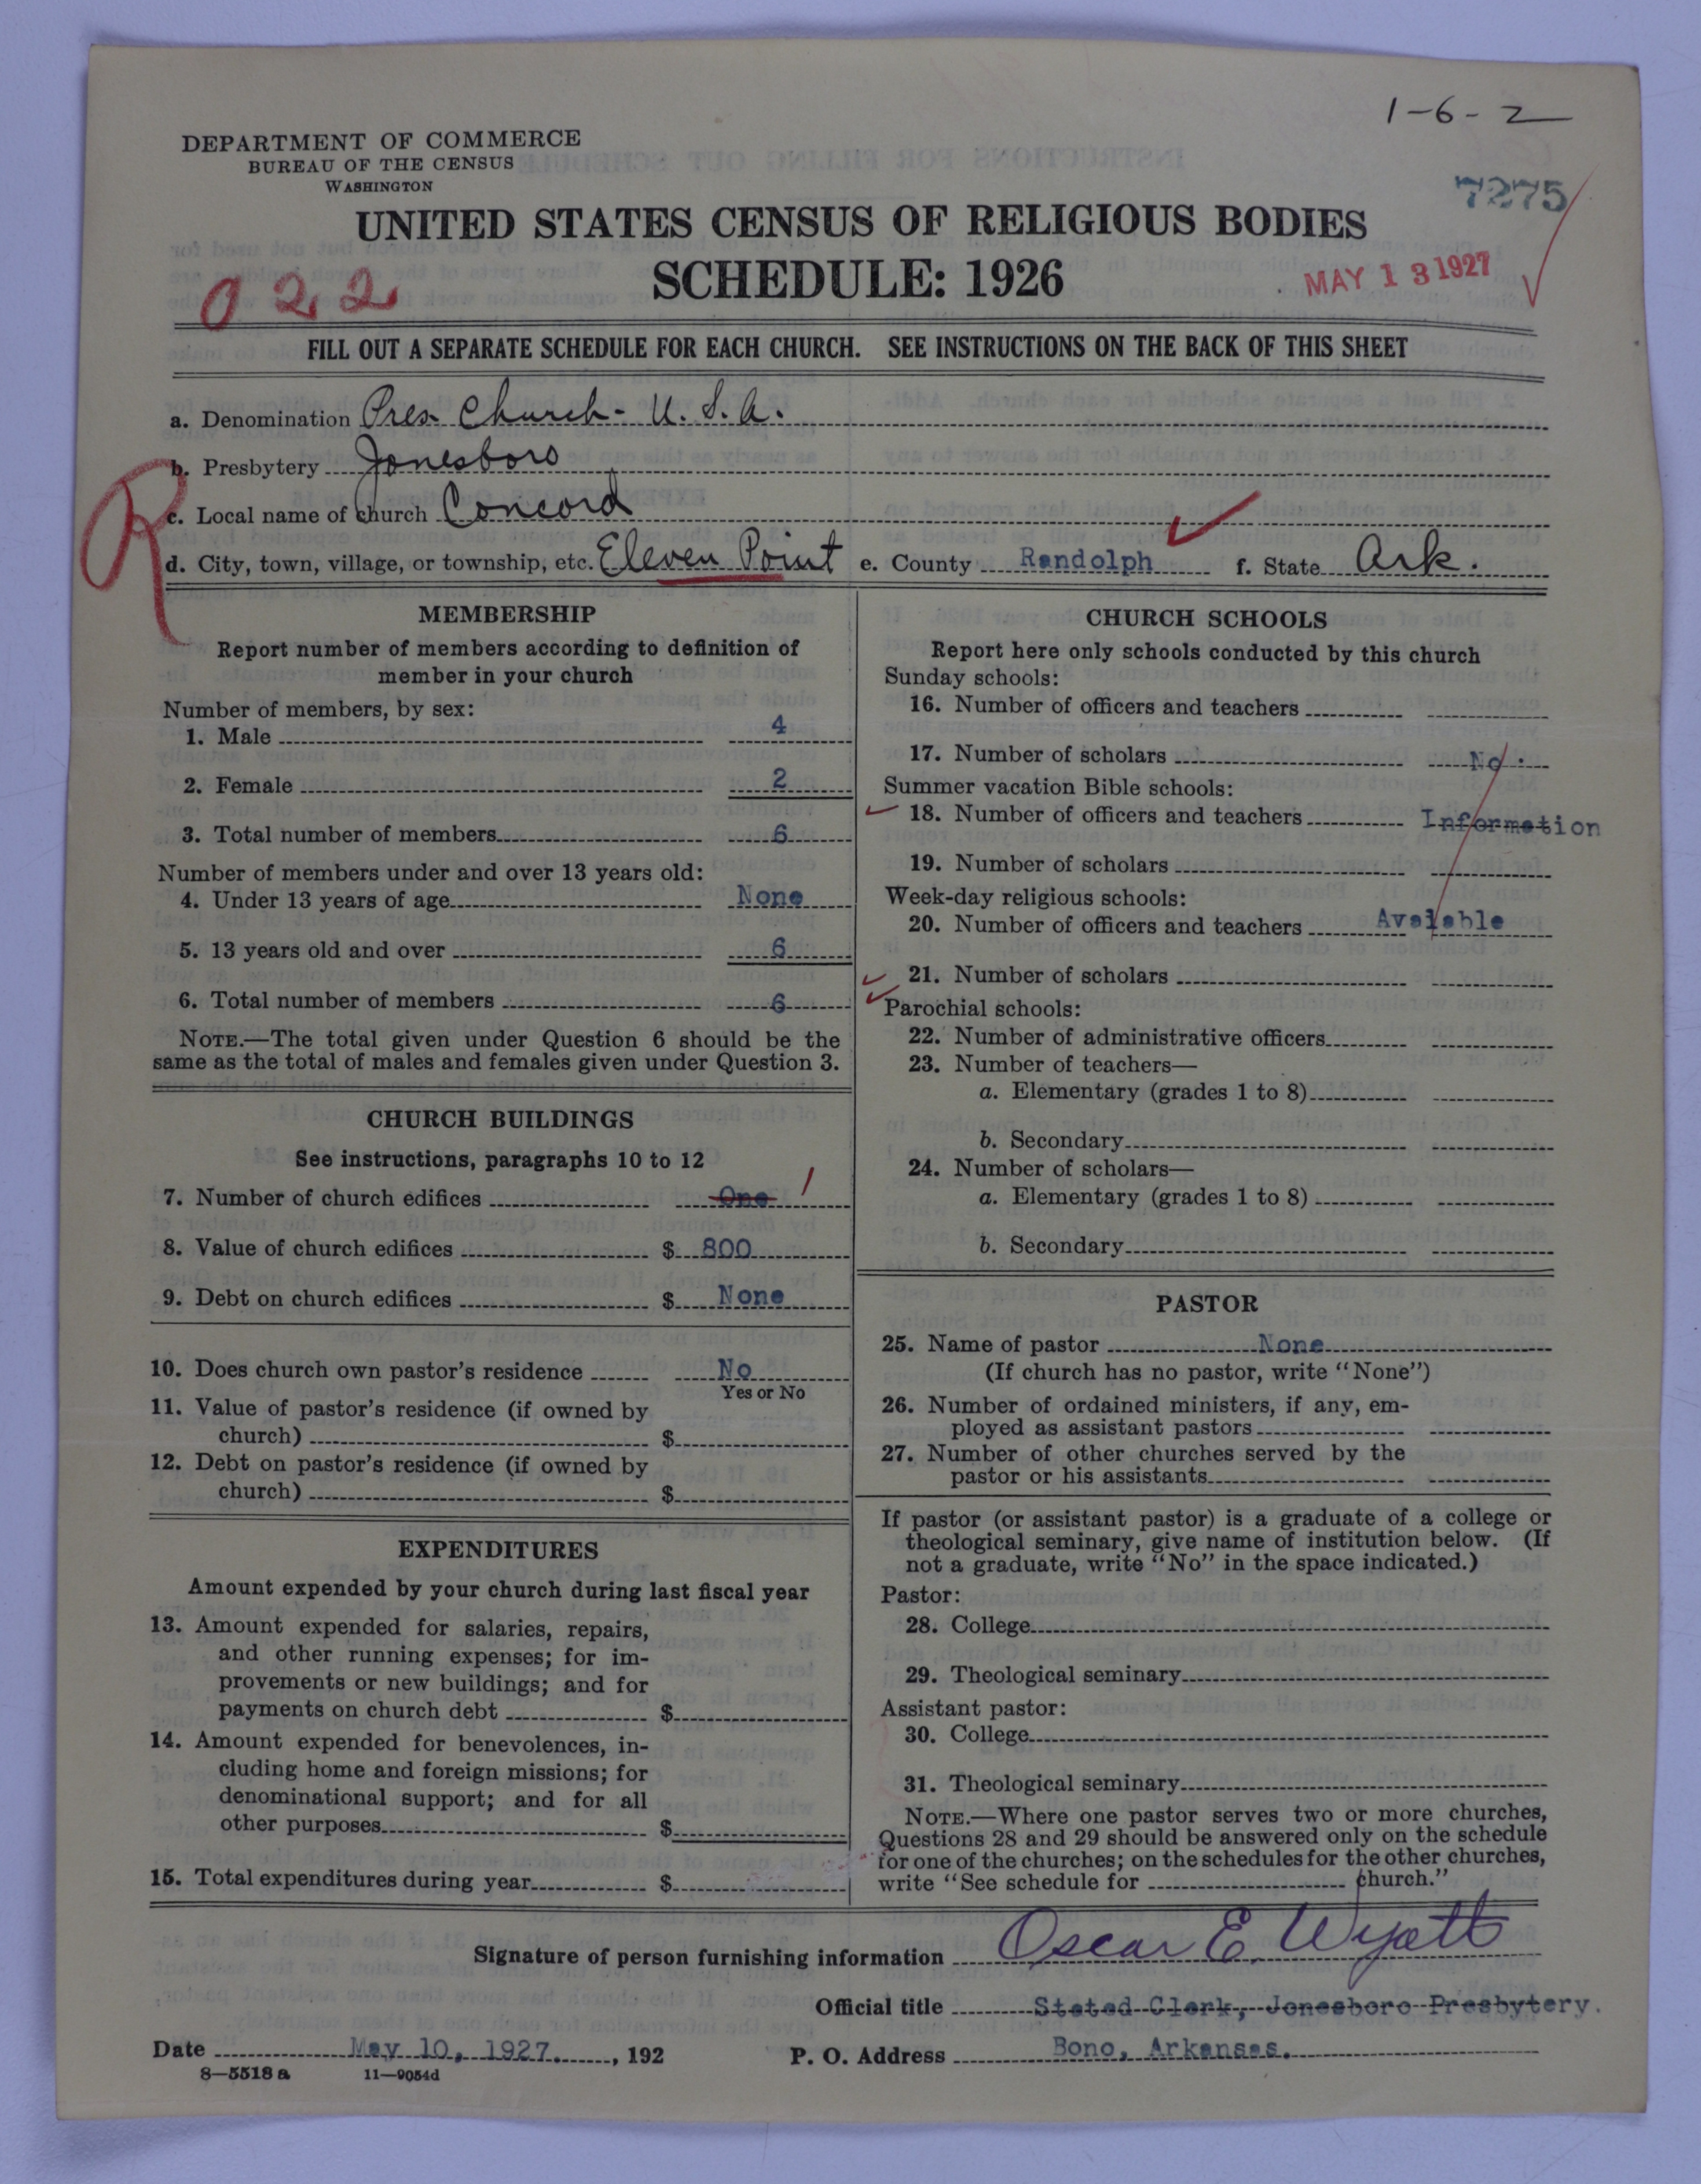 1-6-2
DEPARTMENT OF COMMERCE
BUREAU OF THE CENSUS
WASHINGTON
7275
UNITED STATES CENSUS OF RELIGIOUS BODIES
SCHEDULE: 1926
MAY 13 1927
022
FILL OUT A SEPARATE SCHEDULE FOR EACH CHURCH. SEE INSTRUCTIONS ON THE BACK OF THIS SHEET
a. Denomination Pres. Church - U. S. A.
b. Presbytery Jonesboro
R
c. Local name of church Concord
d. City, town, village, or township, etc. Eleven Point e. County Randolph f. State Ark.
MEMBERSHIP
Report number of members according to definition of
member in your church
Number of members, by sex:
1. Male 4
2. Female 2
3. Total number of members 6
Number of members under and over 13 years old:
4. Under 13 years of age None
5. 13 years old and over 6
6. Total number of members 6
NOTE.—The total given under Question 6 should be the
same as the total of males and females given under Question 3.
CHURCH BUILDINGS
See instructions, paragraphs 10 to 12
7. Number of church edifices One 1
8. Value of church edifices $ 800
9. Debt on church edifices $ None
10. Does church own pastor's residence No
Yes or No
11. Value of pastor's residence (if owned by
church) $
12. Debt on pastor's residence (if owned by
church) $
EXPENDITURES
Amount expended by your church during last fiscal year
13. Amount expended for salaries, repairs,
and other running expenses; for im-
provements or new buildings; and for
payments on church debt $
14. Amount expended for benevolences, in-
cluding home and foreign missions; for
denominational support; and for all
other purposes $
15. Total expenditures during year $
CHURCH SCHOOLS
Report here only schools conducted by this church
Sunday schools:
16. Number of officers and teachers
17. Number of scholars No.
Summer vacation Bible schools:
18. Number of officers and teachers Information
19. Number of scholars
Week-day religious schools:
20. Number of officers and teachers Avaiable
21. Number of scholars
Parochial schools:
22. Number of administrative officers
23. Number of teachers—
a. Elementary (grades 1 to 8)
b. Secondary
24. Number of scholars—
a. Elementary (grades 1 to 8)
b. Secondary
PASTOR
25. Name of pastor None
(If church has no pastor, write "None")
26. Number of ordained ministers, if any, em-
ployed as assistant pastors
27. Number of other churches served by the
pastor or his assistants
If pastor (or assistant pastor) is a graduate of a college or
theological seminary, give name of institution below. (If
not a graduate, write "No" in the space indicated.)
Pastor:
28. College
29. Theological seminary
Assistant pastor:
30. College
31. Theological seminary
NOTE.—Where one pastor serves two or more churches,
Questions 28 and 29 should be answered only on the schedule
for one of the churches; on the schedules for the other churches,
write "See schedule for church."
Signature of person furnishing information Oscar E. Wyatt
Official title Stated Clerk, Jonesboro Presbytery.
Date May 10, 1927. , 192 P. O. Address Bono, Arkansas.
8—5518 a 11—9054d